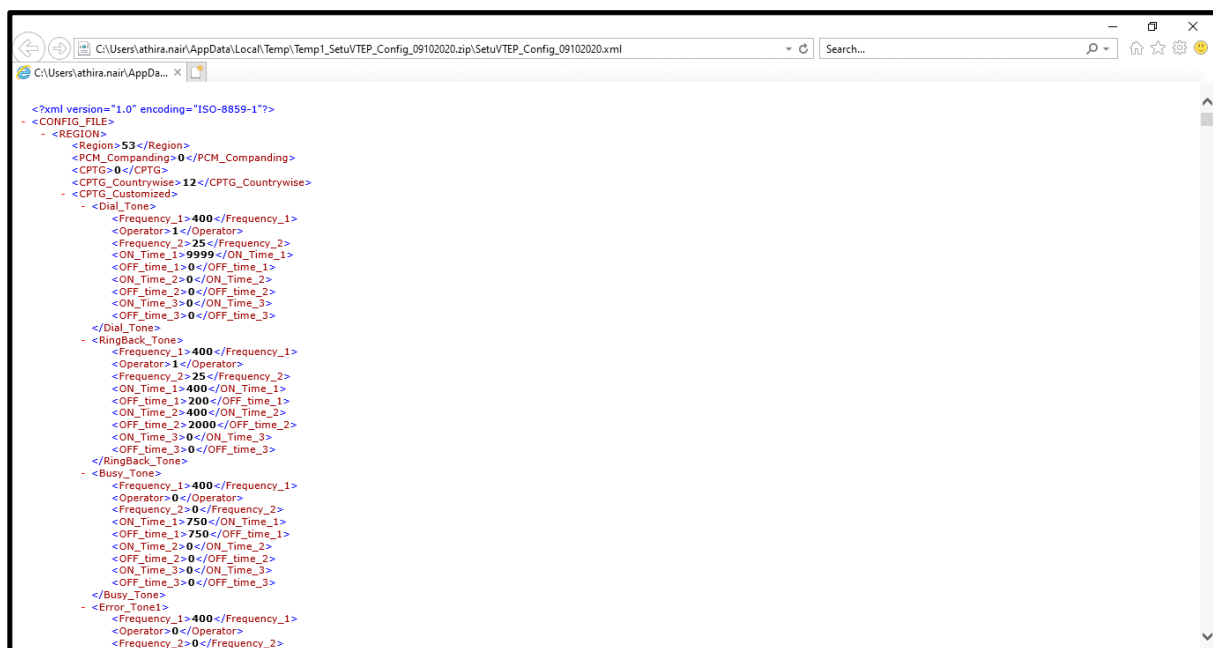 C:\Users\athira.nair\AppData\Local\Temp\Temp1_SetuVTEP_Config_09102020.zip\SetuVTEP_Config_09102020.xml
Search...
C:\Users\athira.nair\AppDa...
<?xml version="1.0" encoding="ISO-8859-1"?>
- <CONFIG_FILE>
- <REGION>
<Region>53</Region>
<PCM_Companding>0</PCM_Companding>
<CPTG>0</CPTG>
<CPTG_Countrywise>12</CPTG_Countrywise>
- <CPTG_Customized>
- <Dial_Tone>
<Frequency_1>400</Frequency_1>
<Operator>1</Operator>
<Frequency_2>25</Frequency_2>
<ON_Time_1>9999</ON_Time_1>
<OFF_time_1>0</OFF_time_1>
<ON_Time_2>0</ON_Time_2>
<OFF_time_2>0</OFF_time_2>
<ON_Time_3>0</ON_Time_3>
<OFF_time_3>0</OFF_time_3>
</Dial_Tone>
- <RingBack_Tone>
<Frequency_1>400</Frequency_1>
<Operator>1</Operator>
<Frequency_2>25</Frequency_2>
<ON_Time_1>400</ON_Time_1>
<OFF_time_1>200</OFF_time_1>
<ON_Time_2>400</ON_Time_2>
<OFF_time_2>2000</OFF_time_2>
<ON_Time_3>0</ON_Time_3>
<OFF_time_3>0</OFF_time_3>
</RingBack_Tone>
- <Busy_Tone>
<Frequency_1>400</Frequency_1>
<Operator>0</Operator>
<Frequency_2>0</Frequency_2>
<ON_Time_1>750</ON_Time_1>
<OFF_time_1>750</OFF_time_1>
<ON_Time_2>0</ON_Time_2>
<OFF_time_2>0</OFF_time_2>
<ON_Time_3>0</ON_Time_3>
<OFF_time_3>0</OFF_time_3>
</Busy_Tone>
- <Error_Tone1>
<Frequency_1>400</Frequency_1>
<Operator>0</Operator>
<Frequency_2>0</Frequency_2>